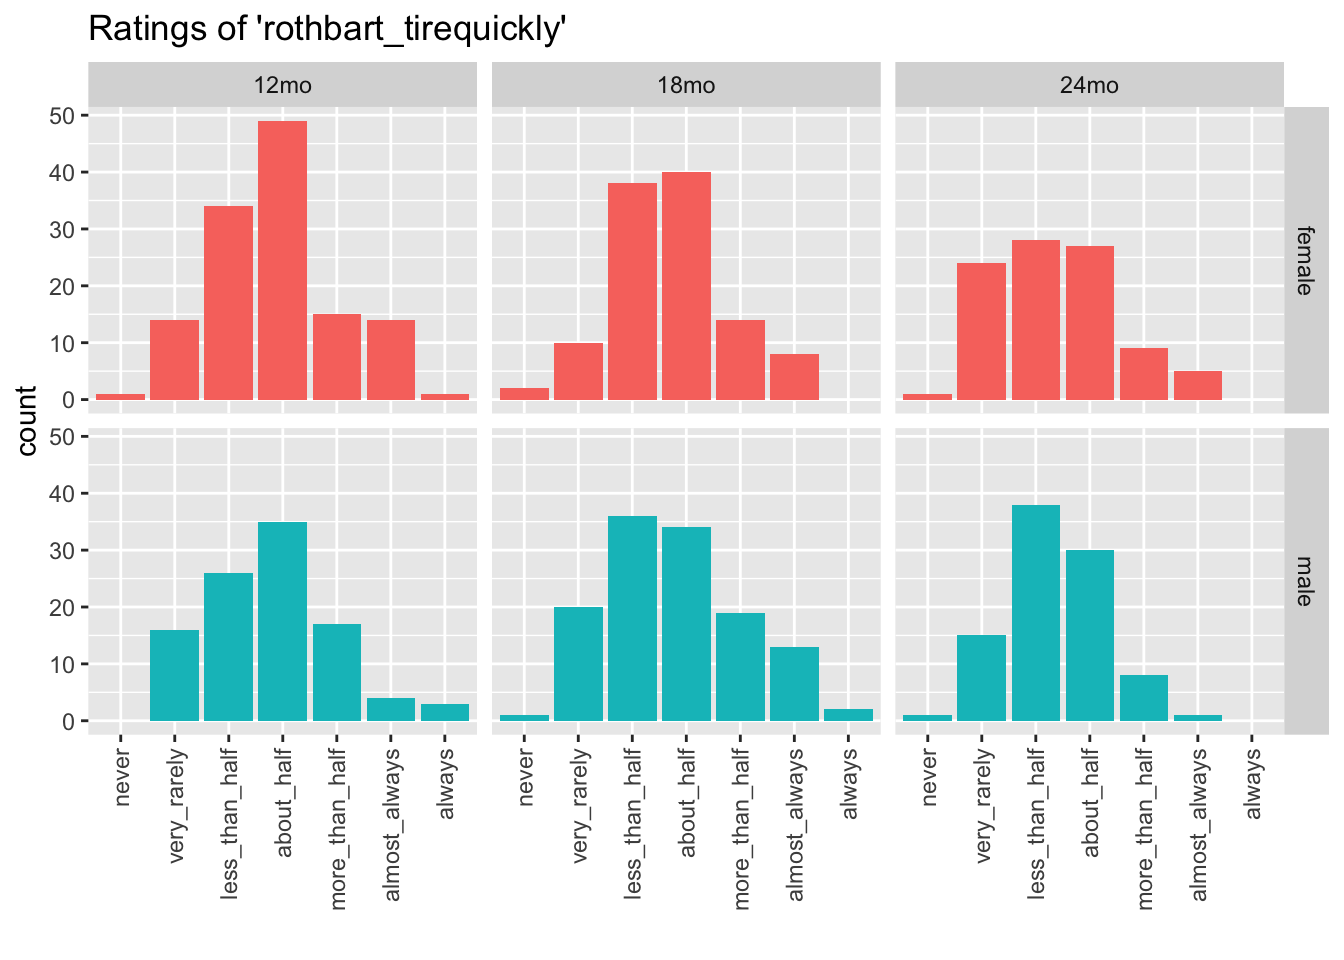 Ratings of 'rothbart_tirequickly'
12mo 18mo 24mo
50
40
30
20
10
0
female
count
50
40
30
20
10
0
male
never very_rarely less_than_half about_half more_than_half almost_always always
never very_rarely less_than_half about_half more_than_half almost_always always
never very_rarely less_than_half about_half more_than_half almost_always always